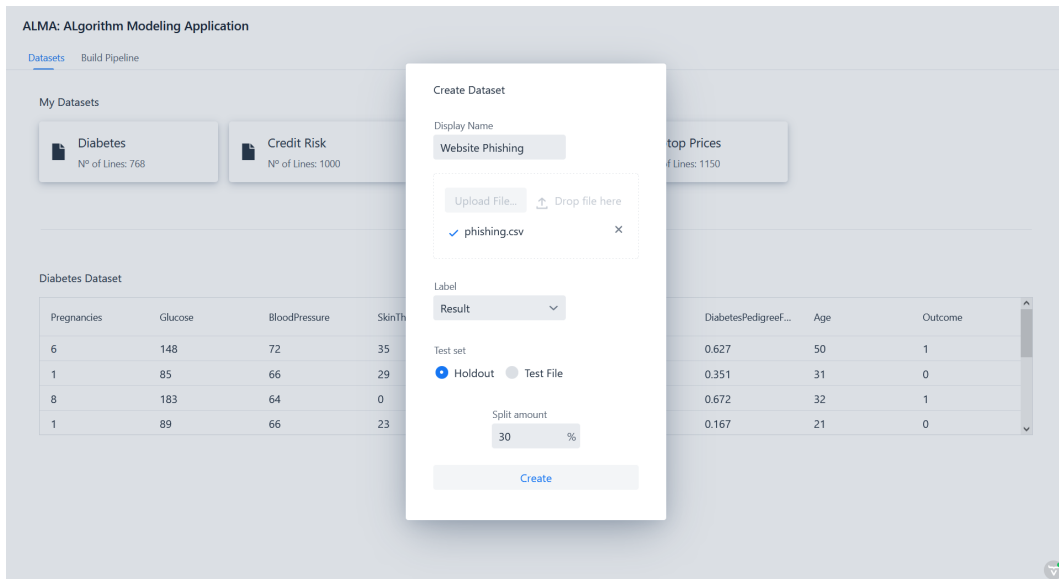 ALMA: ALgorithm Modeling Application
Datasets Build Pipeline
My Datasets
Diabetes
Nº of Lines: 768
Credit Risk
Nº of Lines: 1000
top Prices
of Lines: 1150
Create Dataset
Display Name
Website Phishing
Upload File... Drop file here
phishing.csv
Label
Result
Test set
Holdout Test File
Split amount
30 %
Create
Diabetes Dataset
Pregnancies Glucose BloodPressure SkinTh DiabetesPedigreeF... Age Outcome
6 148 72 35 0.627 50 1
1 85 66 29 0.351 31 0
8 183 64 0 0.672 32 1
1 89 66 23 0.167 21 0